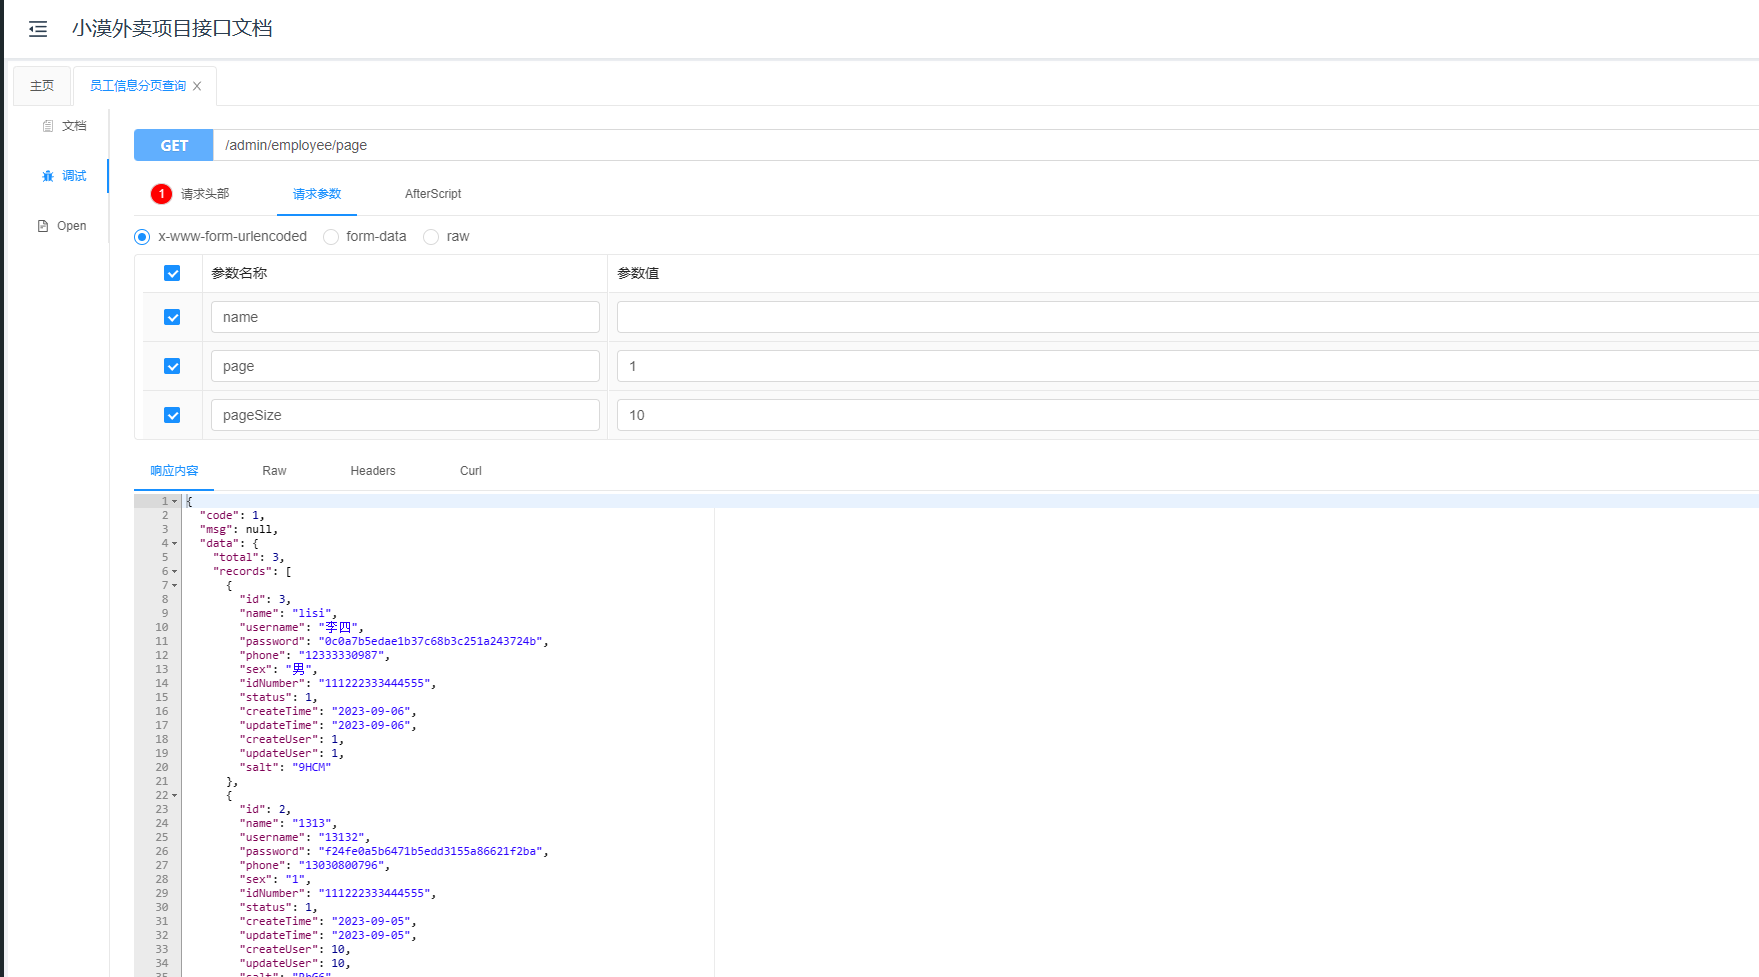 小漠外卖项目接口文档
主页
员工信息分页查询
文档
调试
Open
GET /admin/employee/page
1 请求头部 请求参数 AfterScript
x-www-form-urlencoded form-data raw
参数名称 参数值
name
page 1
pageSize 10
响应内容 Raw Headers Curl
1 {
2 "code": 1,
3 "msg": null,
4 "data": {
5 "total": 3,
6 "records": [
7 {
8 "id": 3,
9 "name": "lisi",
10 "username": "李四",
11 "password": "0c0a7b5edae1b37c68b3c251a243724b",
12 "phone": "12333330987",
13 "sex": "男",
14 "idNumber": "111222333444555",
15 "status": 1,
16 "createTime": "2023-09-06",
17 "updateTime": "2023-09-06",
18 "createUser": 1,
19 "updateUser": 1,
20 "salt": "9HCM"
21 },
22 {
23 "id": 2,
24 "name": "1313",
25 "username": "13132",
26 "password": "f24fe0a5b6471b5edd3155a86621f2ba",
27 "phone": "13030800796",
28 "sex": "1",
29 "idNumber": "111222333444555",
30 "status": 1,
31 "createTime": "2023-09-05",
32 "updateTime": "2023-09-05",
33 "createUser": 10,
34 "updateUser": 10,
35 "salt":